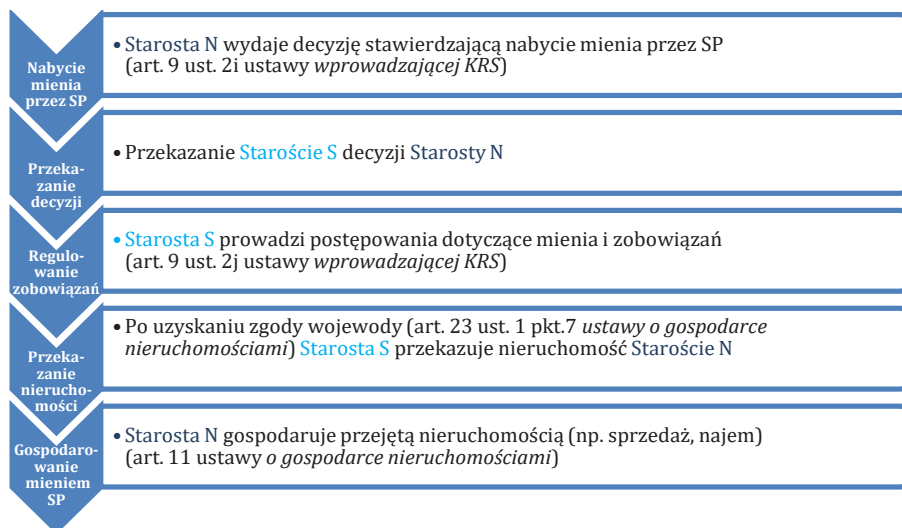 Nabycie
mienia
przez SP
• Starosta N wydaje decyzję stawierdzającą nabycie mienia przez SP
(art. 9 ust. 2i ustawy wprowadzającej KRS)
Przeka-
zanie
decyzji
• Przekazanie Staroście S decyzji Starosty N
Regulo-
wanie
zobowiązań
• Starosta S prowadzi postępowania dotyczące mienia i zobowiązań
(art. 9 ust. 2j ustawy wprowadzającej KRS)
Przeka-
zanie
nierucho-
mości
• Po uzyskaniu zgody wojewody (art. 23 ust. 1 pkt.7 ustawy o gospodarce
nieruchomościami) Starosta S przekazuje nieruchomość Staroście N
Gospodaro-
wanie
mieniem
SP
• Starosta N gospodaruje przejętą nieruchomością (np. sprzedaż, najem)
(art. 11 ustawy o gospodarce nieruchomościami)